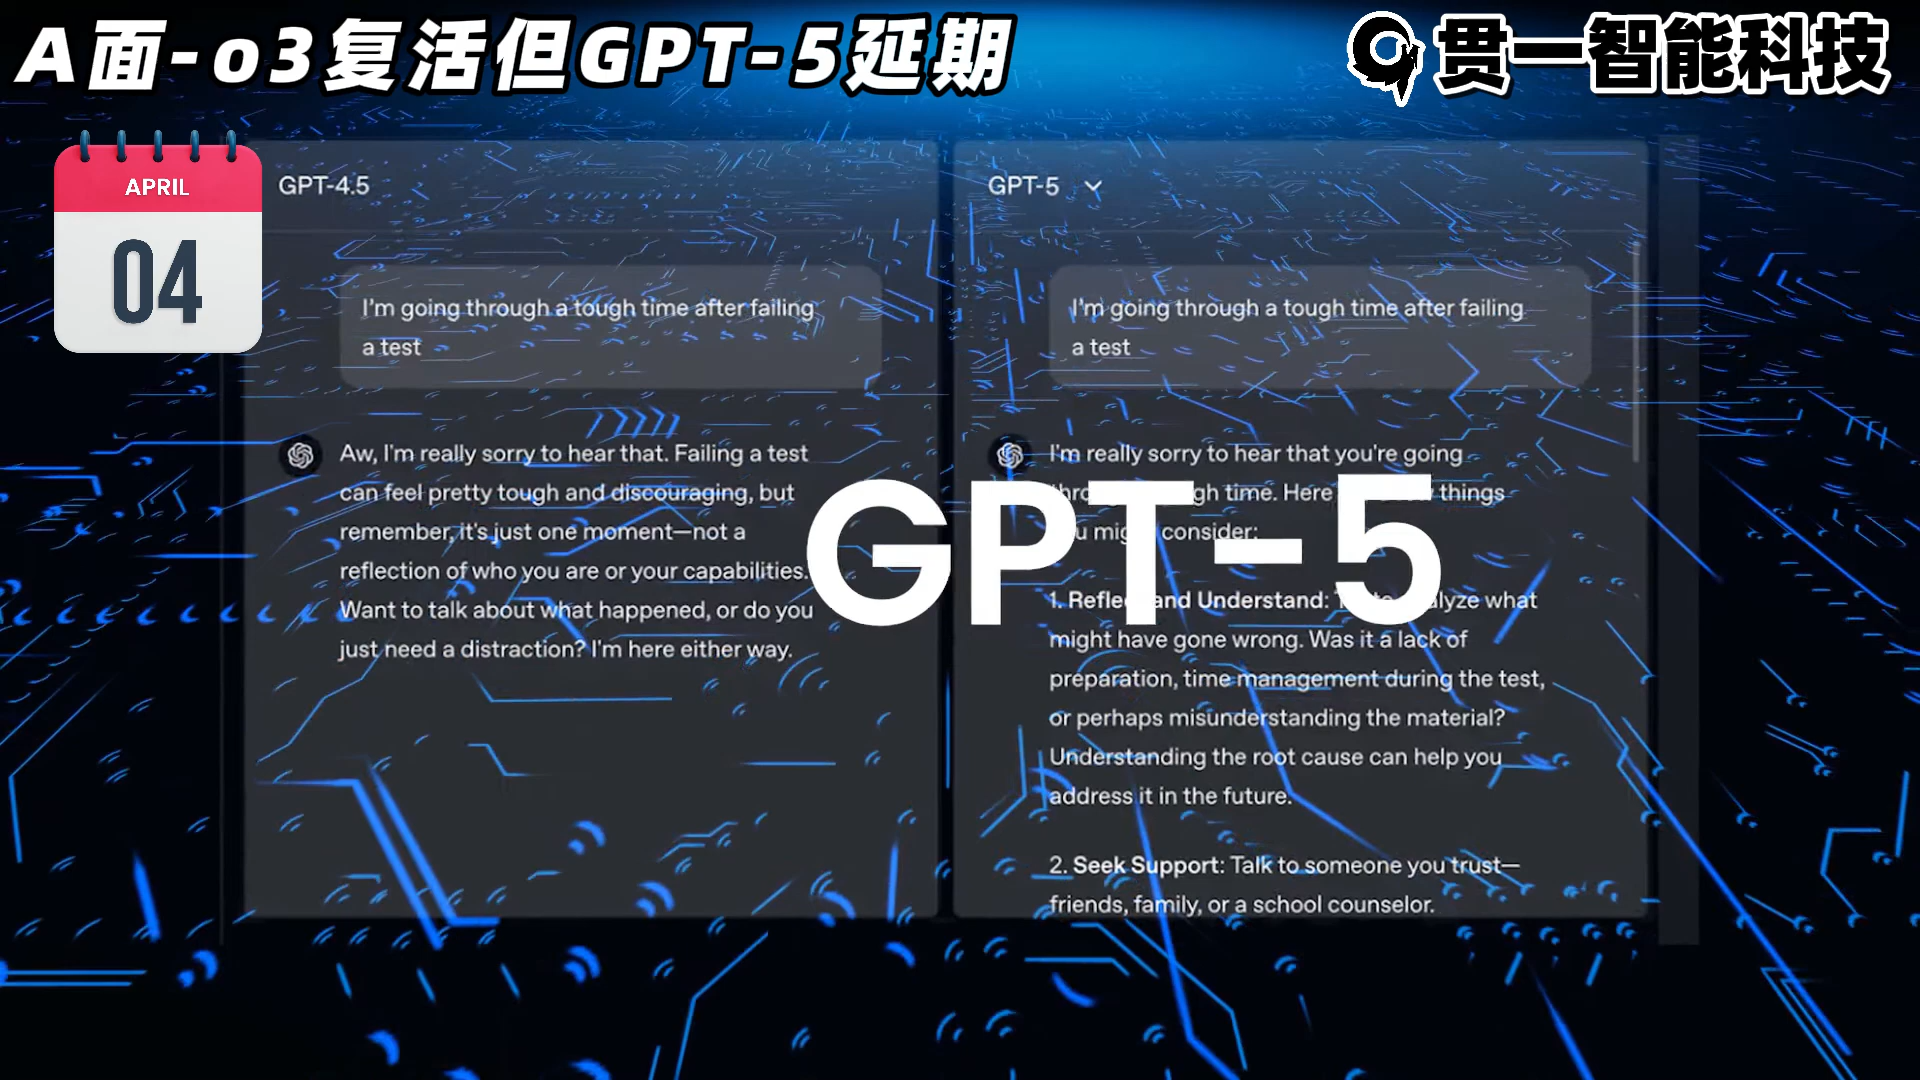 A面-o3复活但GPT-5延期
贯一智能科技
APRIL
04
GPT-4.5
I'm going through a tough time after failing
a test
Aw, I'm really sorry to hear that. Failing a test
can feel pretty tough and discouraging, but
remember, it's just one moment—not a
reflection of who you are or your capabilities.
Want to talk about what happened, or do you
just need a distraction? I'm here either way.
GPT-5
I'm going through a tough time after failing
a test
I'm really sorry to hear that you're going
time. Here things
consider:
1. Reflect and Understand: what
might have gone wrong. Was it a lack of
preparation, time management during the test,
or perhaps misunderstanding the material?
Understanding the root cause can help you
address it in the future.
2. Seek Support: Talk to someone you trust—
friends, family, or a school counselor.
GPT-5